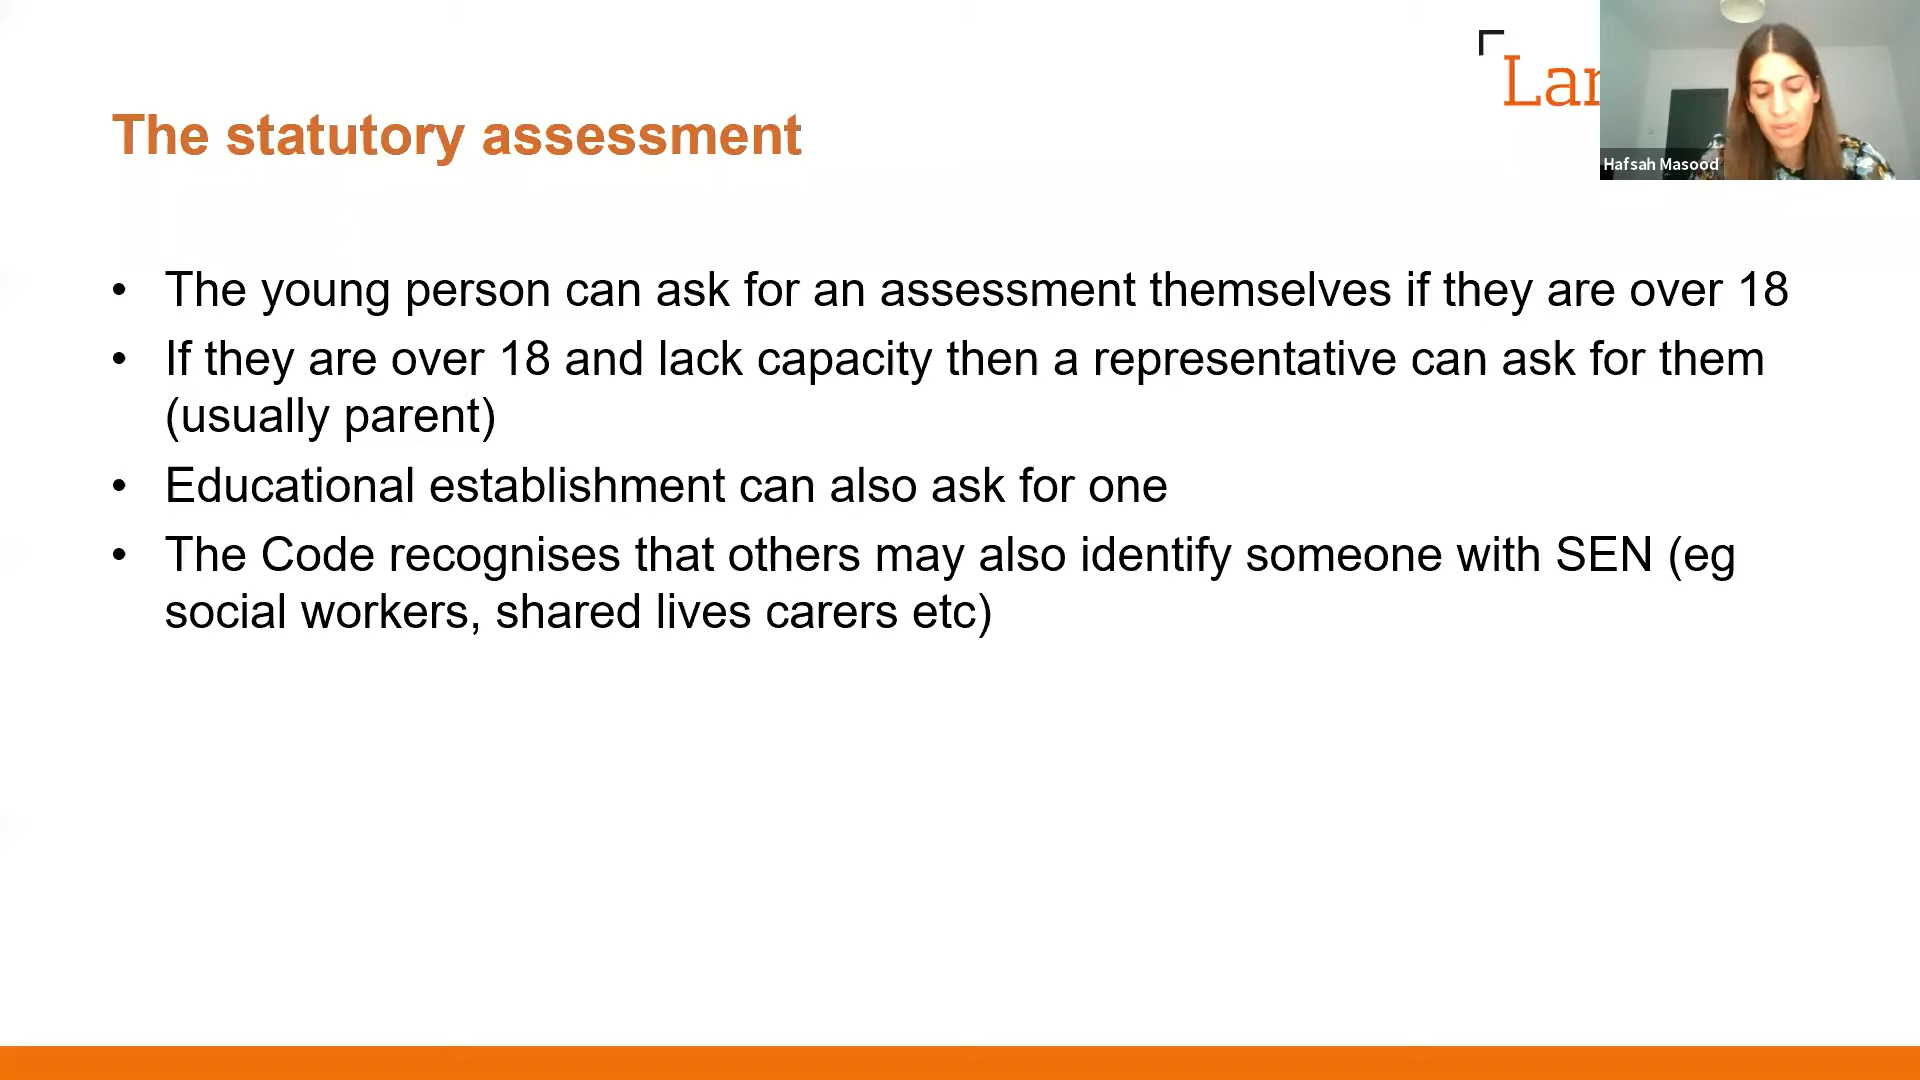 Lar
Hafsah Masood
The statutory assessment
• The young person can ask for an assessment themselves if they are over 18
• If they are over 18 and lack capacity then a representative can ask for them
(usually parent)
• Educational establishment can also ask for one
• The Code recognises that others may also identify someone with SEN (eg
social workers, shared lives carers etc)